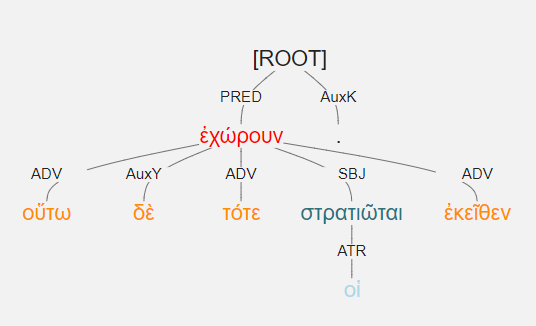 [ROOT]
PRED AuxK
ἐχώρουν .
ADV AuxY ADV SBJ ADV
οὕτω δὲ τότε στρατιῶται ἐκεῖθεν
ATR
οἱ